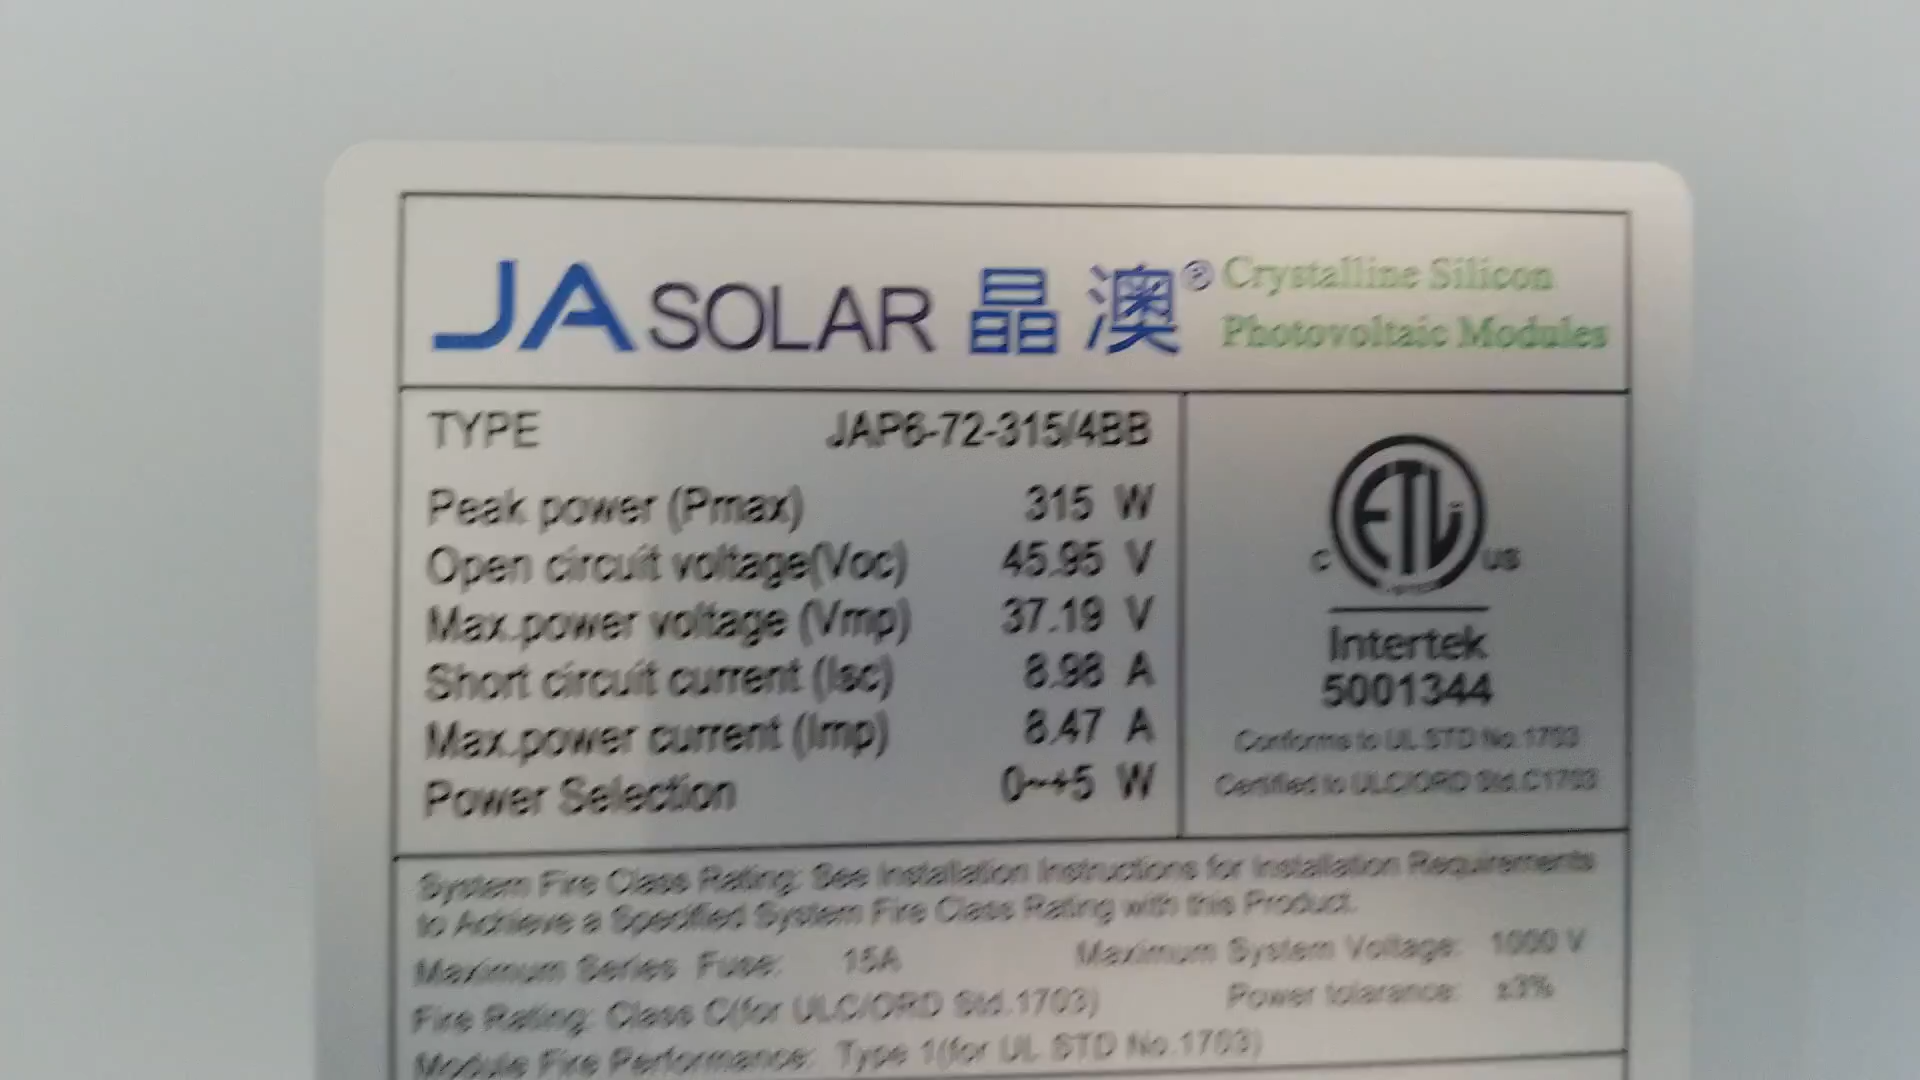 JA SOLAR 晶澳® Crystalline Silicon
Photovoltaic Modules
TYPE JAP6-72-315/4BB
Peak power (Pmax) 315 W
Open circuit voltage(Voc) 45.95 V
Max.power voltage (Vmp) 37.19 V
Short circuit current (Isc) 8.98 A
Max.power current (Imp) 8.47 A
Power Selection 0~+5 W
C ETL US
Intertek
5001344
Conforms to UL STD No.1703
Certified to ULC/ORD Std.C1703
System Fire Class Rating: See Installation Instructions for Installation Requirements
to Achieve a Specified System Fire Class Rating with this Product.
Maximum Series Fuse: 15A Maximum System Voltage: 1000 V
Fire Rating: Class C(for ULC/ORD Std.1703) Power tolarance: ±3%
Module Fire Performance: Type 1(for UL STD No.1703)